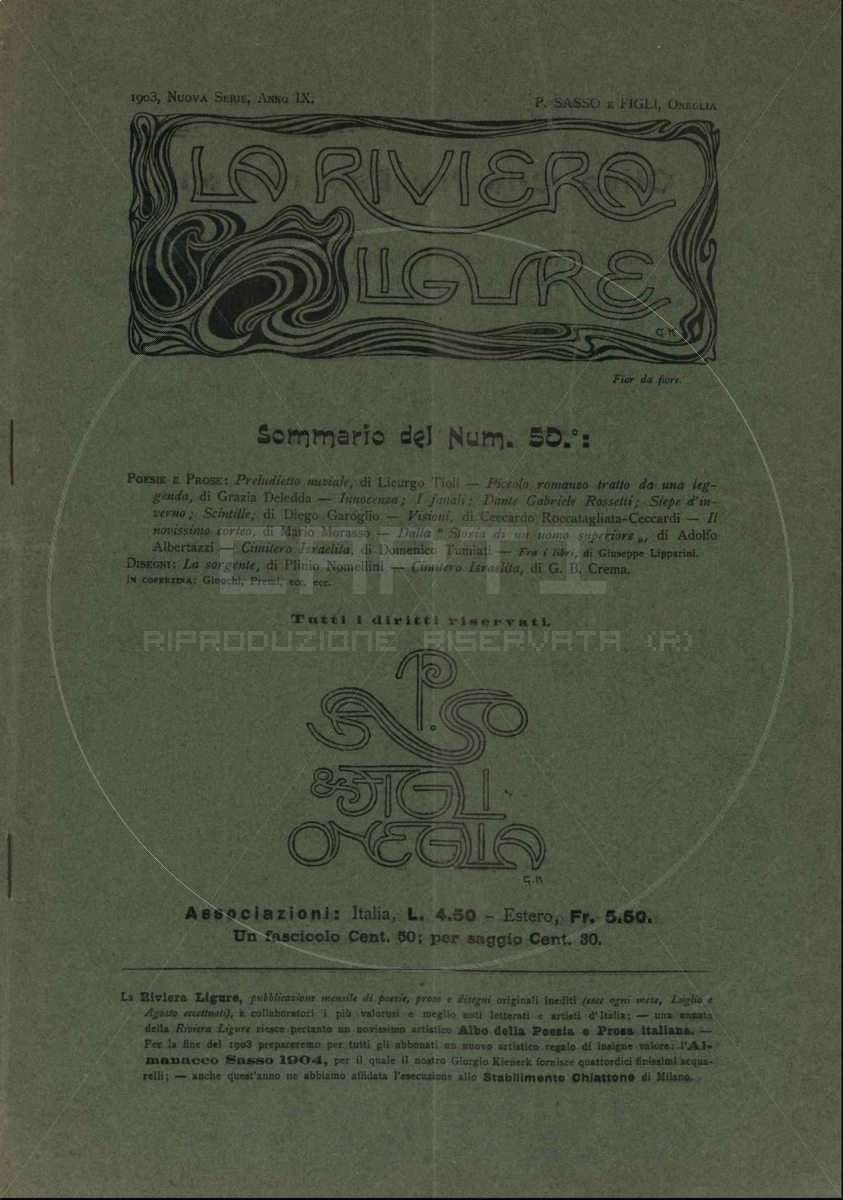 1903, Nuova Serie, Anno IX.
P. SASSO e FIGLI, Oneglia
LA RIVIERA
LIGURE
G. K
Fior da fiore.
Sommario del Num. 50.°:
Poesie e Prose: Preludietto nuziale, di Licurgo Tioli — Piccolo romanzo tratto da una leg-
genda, di Grazia Deledda — Innocenza; I fanali; Dante Gabriele Rossetti; Siepe d'in-
verno; Scintille, di Diego Garoglio — Visioni, di Ceccardo Roccatagliata-Ceccardi — Il
novissimo corteo, di Mario Morasso — Dalla " Storia di un uomo superiore „, di Adolfo
Albertazzi — Cimitero Israelita, di Domenico Tumiati — Fra i libri, di Giuseppe Lipparini.
Disegni: La sorgente, di Plinio Nomellini — Cimitero Israelita, di G. B. Crema.
In copertina: Giuochi, Premi, ecc. ecc.
Tutti i diritti riservati.
RIPRODUZIONE RISERVATA (R)
P. SASSO
& FIGLI
ONEGLIA
G. K
Associazioni: Italia, L. 4.50 - Estero, Fr. 5.50.
Un fascicolo Cent. 50; per saggio Cent. 30.
La Riviera Ligure, pubblicazione mensile di poesie, prose e disegni originali inediti (esce ogni mese, Luglio e
Agosto eccettuati), à collaboratori i più valorosi e meglio noti letterati e artisti d'Italia; — una annata
della Riviera Ligure riesce pertanto un novissimo artistico Albo della Poesia e Prosa italiana. —
Per la fine del 1903 prepareremo per tutti gli abbonati un nuovo artistico regalo di insigne valore: l'Al-
manacco Sasso 1904, per il quale il nostro Giorgio Kienerk fornisce quattordici finissimi acqua-
relli; — anche quest'anno ne abbiamo affidata l'esecuzione allo Stabilimento Chiattone di Milano.